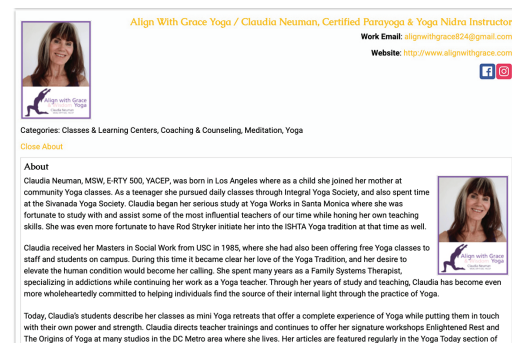 Align With Grace Yoga / Claudia Neuman, Certified Parayoga & Yoga Nidra Instructor
Work Email: alignwithgrace824@gmail.com
Website: http://www.alignwithgrace.com
Align with Grace
Yoga
Claudia Neuman
Categories: Classes & Learning Centers, Coaching & Counseling, Meditation, Yoga
Close About
About
Claudia Neuman, MSW, E-RTY 500, YACEP, was born in Los Angeles where as a child she joined her mother at
community Yoga classes. As a teenager she pursued daily classes through Integral Yoga Society, and also spent time
at the Sivanada Yoga Society. Claudia began her serious study at Yoga Works in Santa Monica where she was
fortunate to study with and assist some of the most influential teachers of our time while honing her own teaching
skills. She was even more fortunate to have Rod Stryker initiate her into the ISHTA Yoga tradition at that time as well.
Align with Grace
Yoga
Claudia Neuman
Claudia received her Masters in Social Work from USC in 1985, where she had also been offering free Yoga classes to
staff and students on campus. During this time it became clear her love of the Yoga Tradition, and her desire to
elevate the human condition would become her calling. She spent many years as a Family Systems Therapist,
specializing in addictions while continuing her work as a Yoga teacher. Through her years of study and teaching, Claudia has become even
more wholeheartedly committed to helping individuals find the source of their internal light through the practice of Yoga.
Today, Claudia's students describe her classes as mini Yoga retreats that offer a complete experience of Yoga while putting them in touch
with their own power and strength. Claudia directs teacher trainings and continues to offer her signature workshops Enlightened Rest and
The Origins of Yoga at many studios in the DC Metro area where she lives. Her articles are featured regularly in the Yoga Today section of